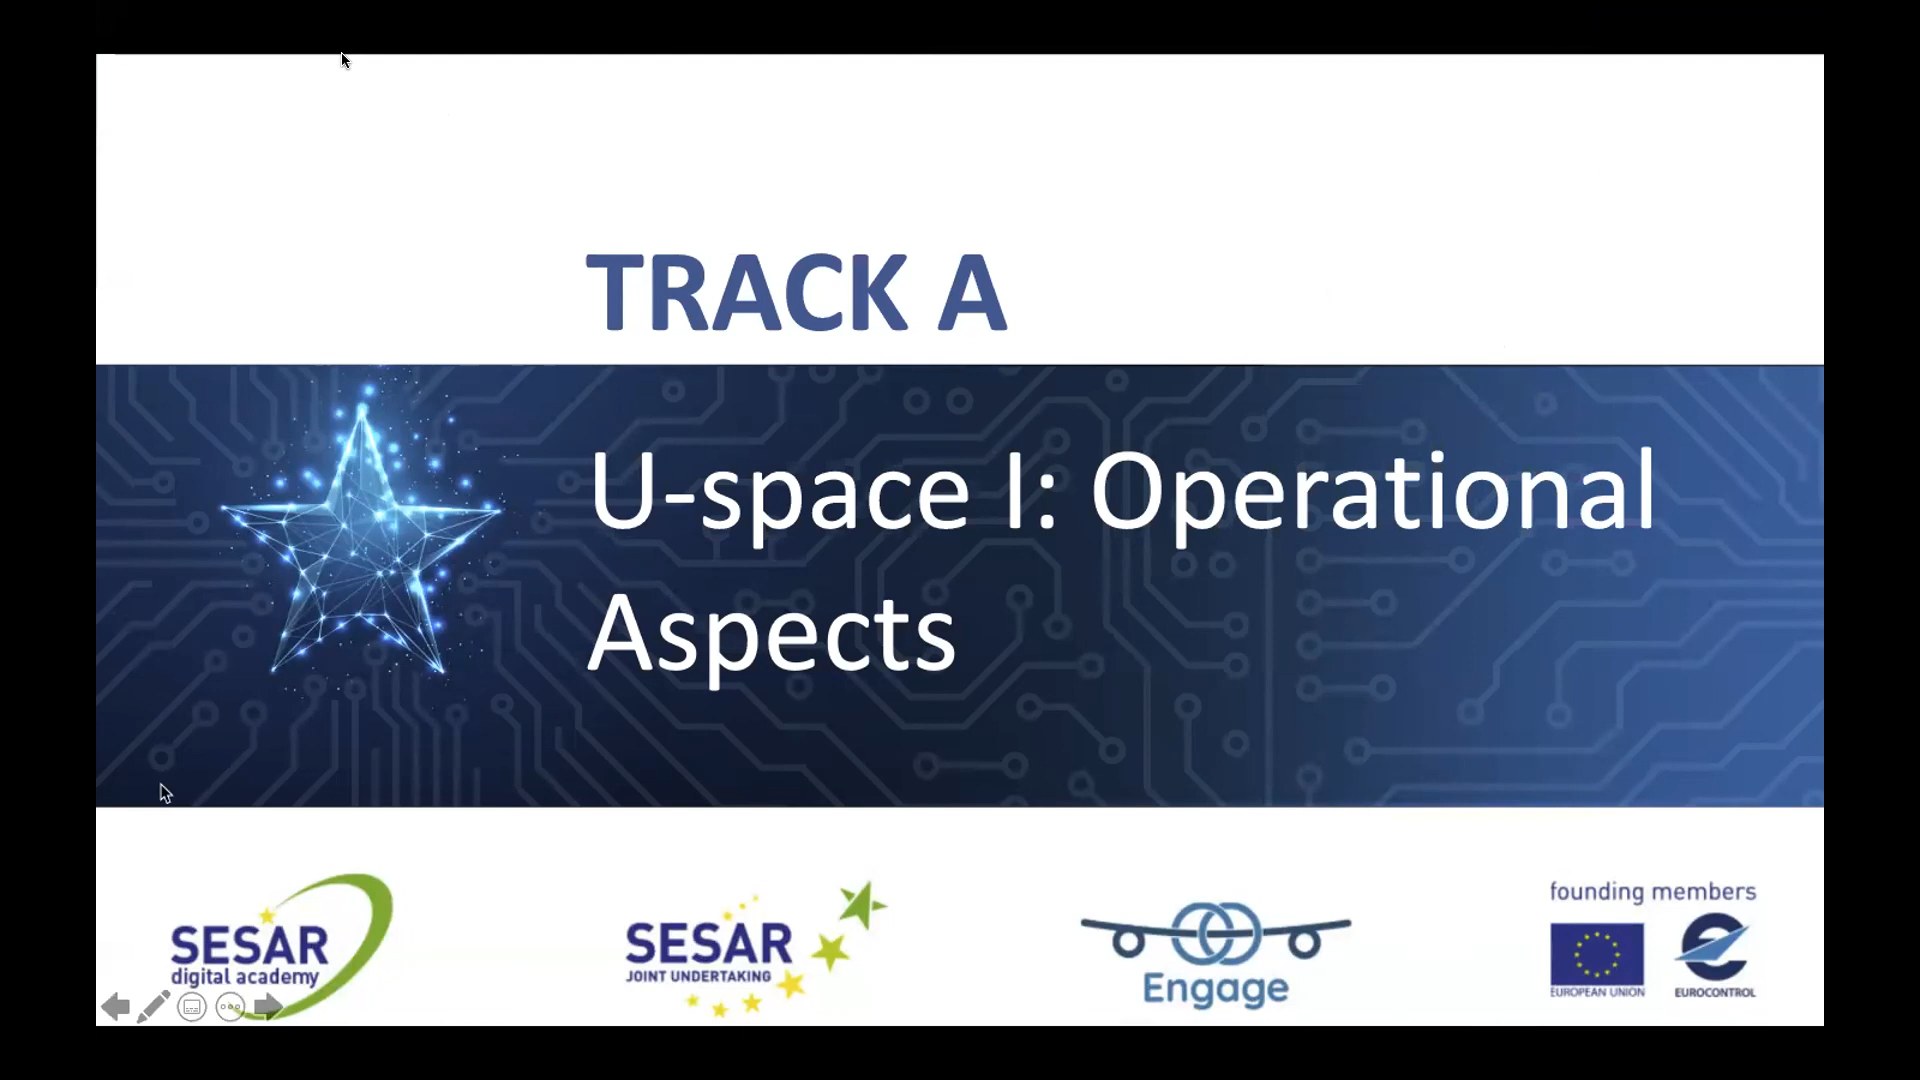 TRACK A
U-space I: Operational
Aspects
SESAR
digital academy
SESAR
JOINT UNDERTAKING
Engage
founding members
EUROPEAN UNION
EUROCONTROL